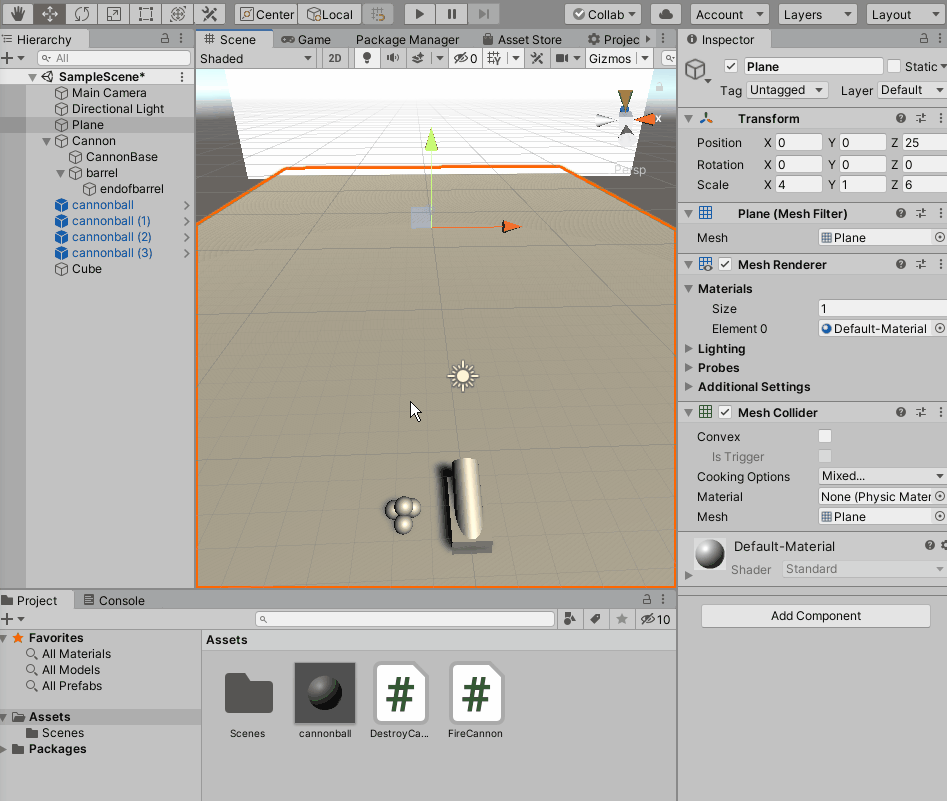 Center Local Collab Account Layers Layout
Hierarchy
All
SampleScene*
Main Camera
Directional Light
Plane
Cannon
CannonBase
barrel
endofbarrel
cannonball
cannonball (1)
cannonball (2)
cannonball (3)
Cube
Scene Game Package Manager Asset Store Projec
Shaded 2D 0 Gizmos
x
Persp
Inspector
Plane Static
Tag Untagged Layer Default
Transform
Position X 0 Y 0 Z 25
Rotation X 0 Y 0 Z 0
Scale X 4 Y 1 Z 6
Plane (Mesh Filter)
Mesh Plane
Mesh Renderer
Materials
Size 1
Element 0 Default-Material
Lighting
Probes
Additional Settings
Mesh Collider
Convex
Is Trigger
Cooking Options Mixed...
Material None (Physic Mater
Mesh Plane
Default-Material
Shader Standard
Add Component
Project Console
10
Favorites
All Materials
All Models
All Prefabs
Assets
Scenes
Packages
Assets
Scenes cannonball DestroyCa... FireCannon